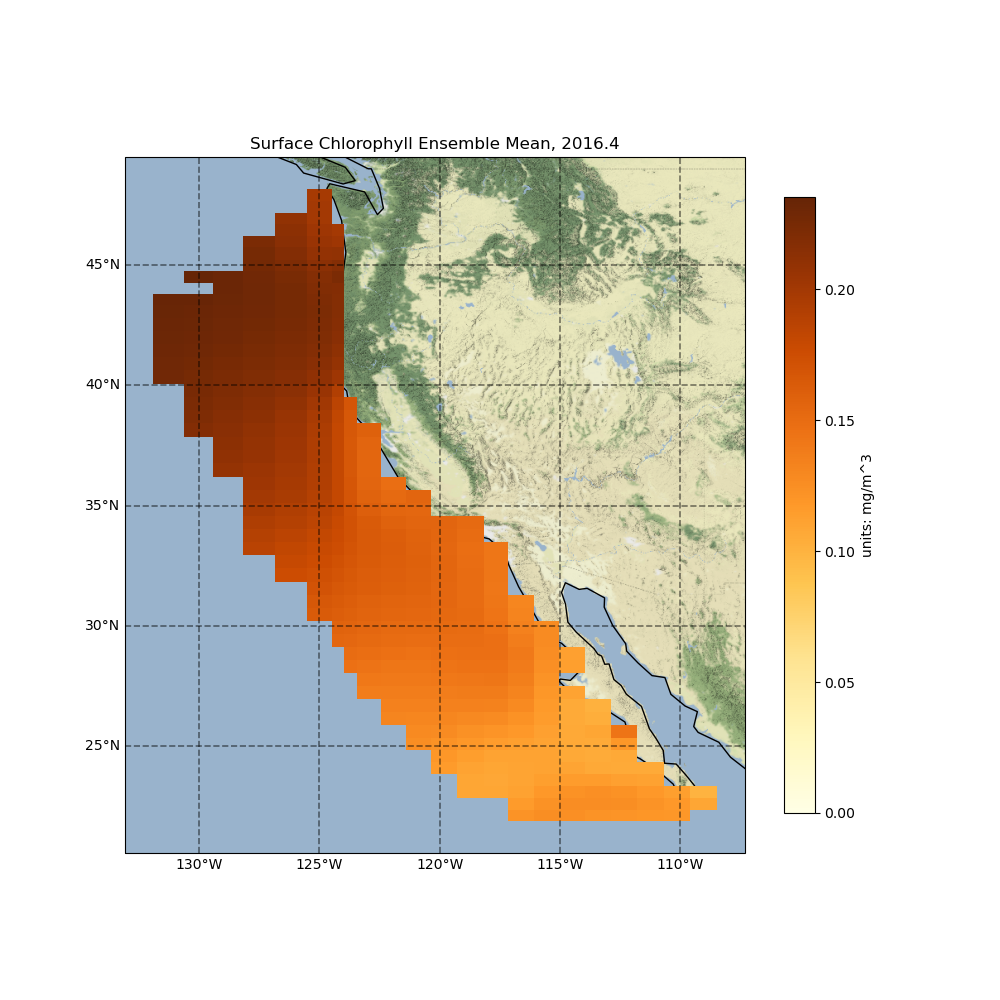 Surface Chlorophyll Ensemble Mean, 2016.4
45°N
40°N
35°N
30°N
25°N
130°W 125°W 120°W 115°W 110°W
0.20
0.15
0.10
0.05
0.00
units: mg/m^3